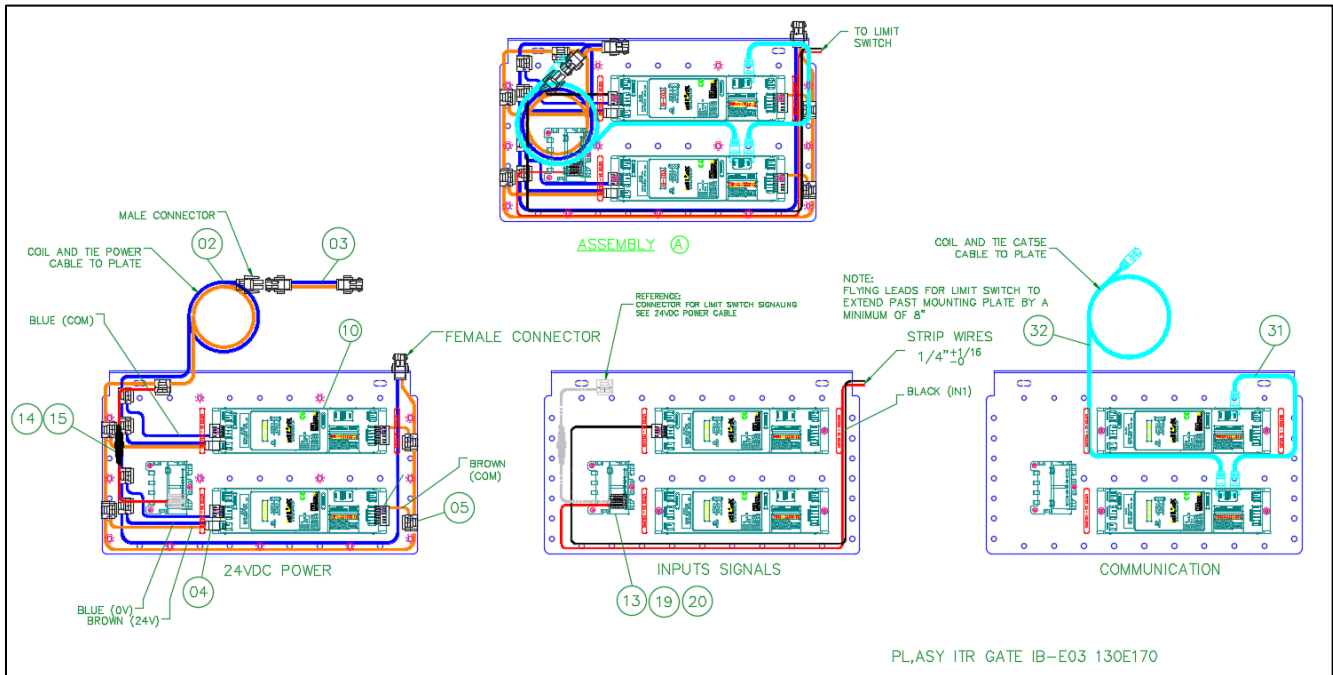 TO LIMIT
SWITCH
ASSEMBLY A
MALE CONNECTOR
02
03
COIL AND TIE POWER
CABLE TO PLATE
BLUE (COM)
10
FEMALE CONNECTOR
14
15
BROWN
(COM)
05
04
24VDC POWER
BLUE (0V)
BROWN (24V)
REFERENCE:
CONNECTOR FOR LIMIT SWITCH SIGNALING
SEE 24VDC POWER CABLE
NOTE:
FLYING LEADS FOR LIMIT SWITCH TO
EXTEND PAST MOUNTING PLATE BY A
MINIMUM OF 8"
STRIP WIRES
1/4"+1/16
-0
BLACK (IN1)
INPUTS SIGNALS
13
19
20
COIL AND TIE CAT5E
CABLE TO PLATE
32
31
COMMUNICATION
PL,ASY ITR GATE IB-E03 130E170